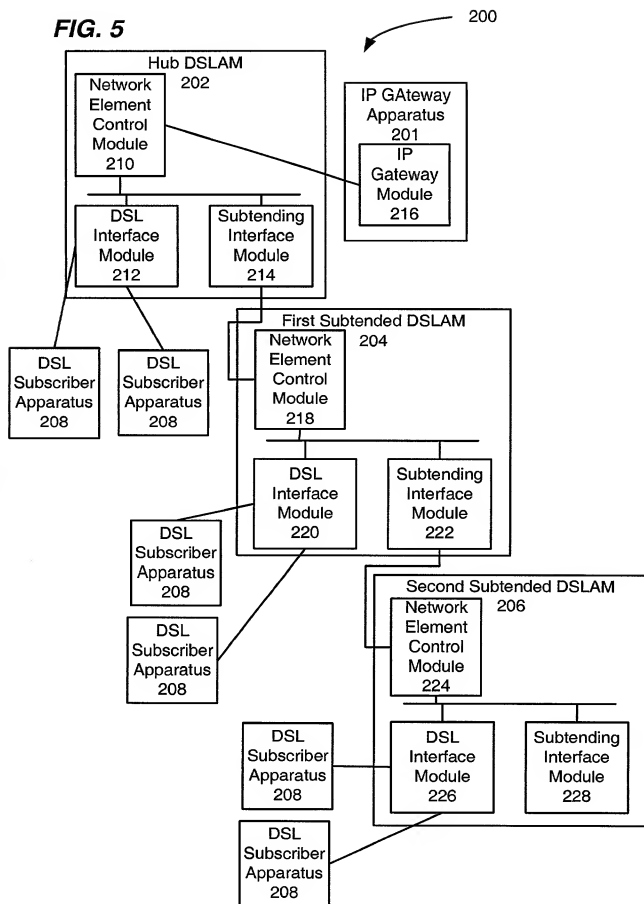 FIG. 5
200
Hub DSLAM
202
Network
Element
Control
Module
210
IP GAteway
Apparatus
201
IP
Gateway
Module
216
DSL
Interface
Module
212
Subtending
Interface
Module
214
DSL
Subscriber
Apparatus
208
DSL
Subscriber
Apparatus
208
First Subtended DSLAM
204
Network
Element
Control
Module
218
DSL
Interface
Module
220
Subtending
Interface
Module
222
DSL
Subscriber
Apparatus
208
DSL
Subscriber
Apparatus
208
Second Subtended DSLAM
206
Network
Element
Control
Module
224
DSL
Interface
Module
226
Subtending
Interface
Module
228
DSL
Subscriber
Apparatus
208
DSL
Subscriber
Apparatus
208